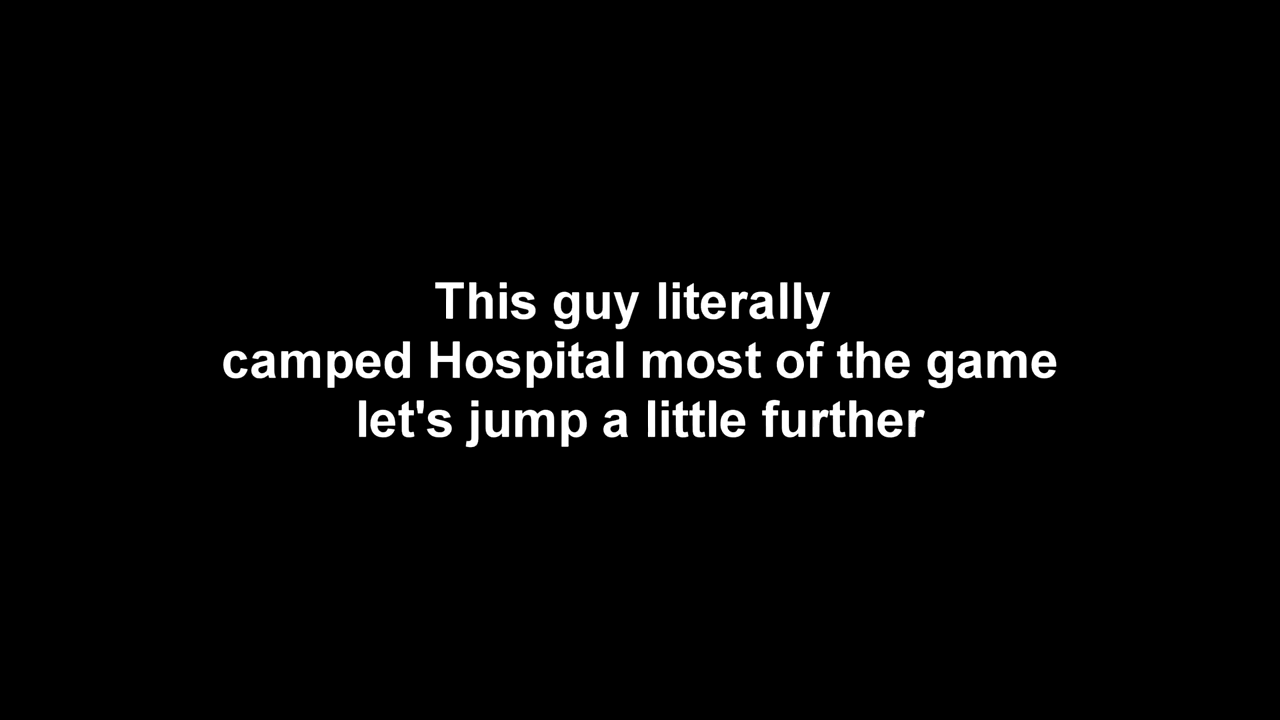 This guy literally
camped Hospital most of the game
let's jump a little further